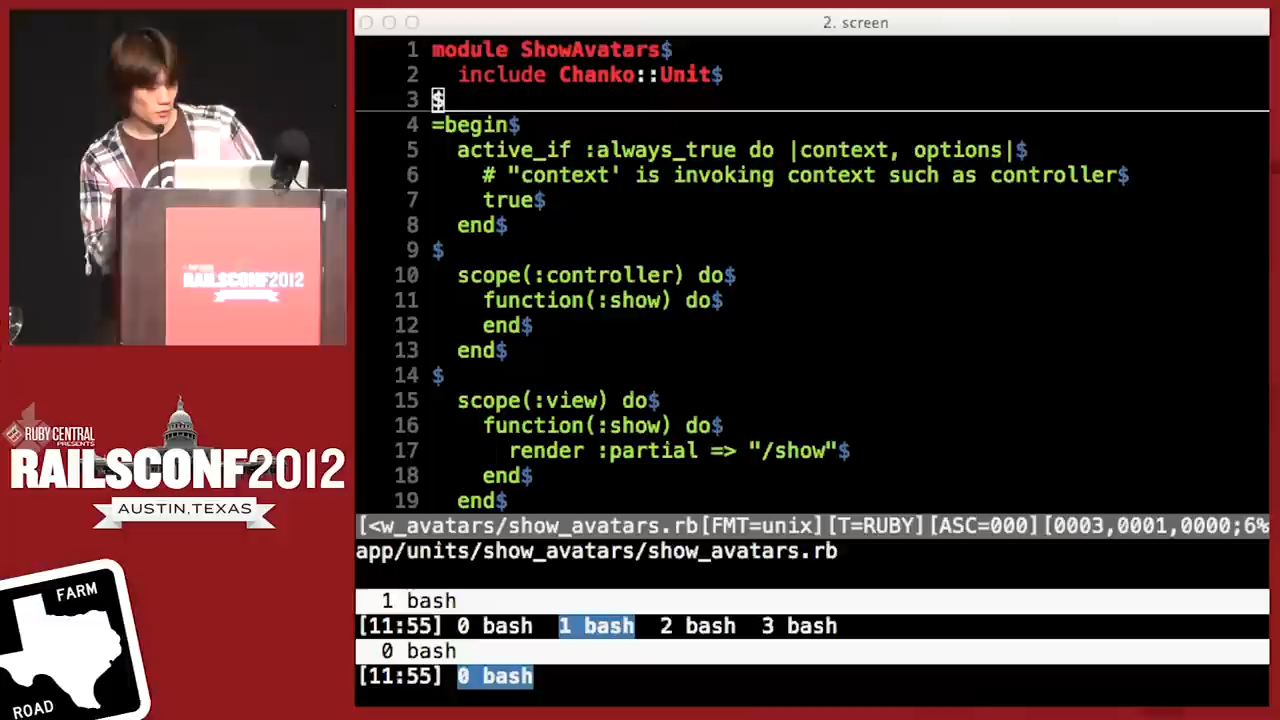 2. screen
1 module ShowAvatars$
2 include Chanko::Unit$
3 $
4 =begin$
5 active_if :always_true do |context, options|$
6 # "context' is invoking context such as controller$
7 true$
8 end$
9 $
10 scope(:controller) do$
11 function(:show) do$
12 end$
13 end$
14 $
15 scope(:view) do$
16 function(:show) do$
17 render :partial => "/show"$
18 end$
19 end$
[<w_avatars/show_avatars.rb[FMT=unix][T=RUBY][ASC=000][0003,0001,0000;6%
app/units/show_avatars/show_avatars.rb
1 bash
[11:55] 0 bash 1 bash 2 bash 3 bash
0 bash
[11:55] 0 bash
RAILSCONF2012
RUBY CENTRAL
PRESENTS
RAILSCONF2012
AUSTIN, TEXAS
FARM
ROAD